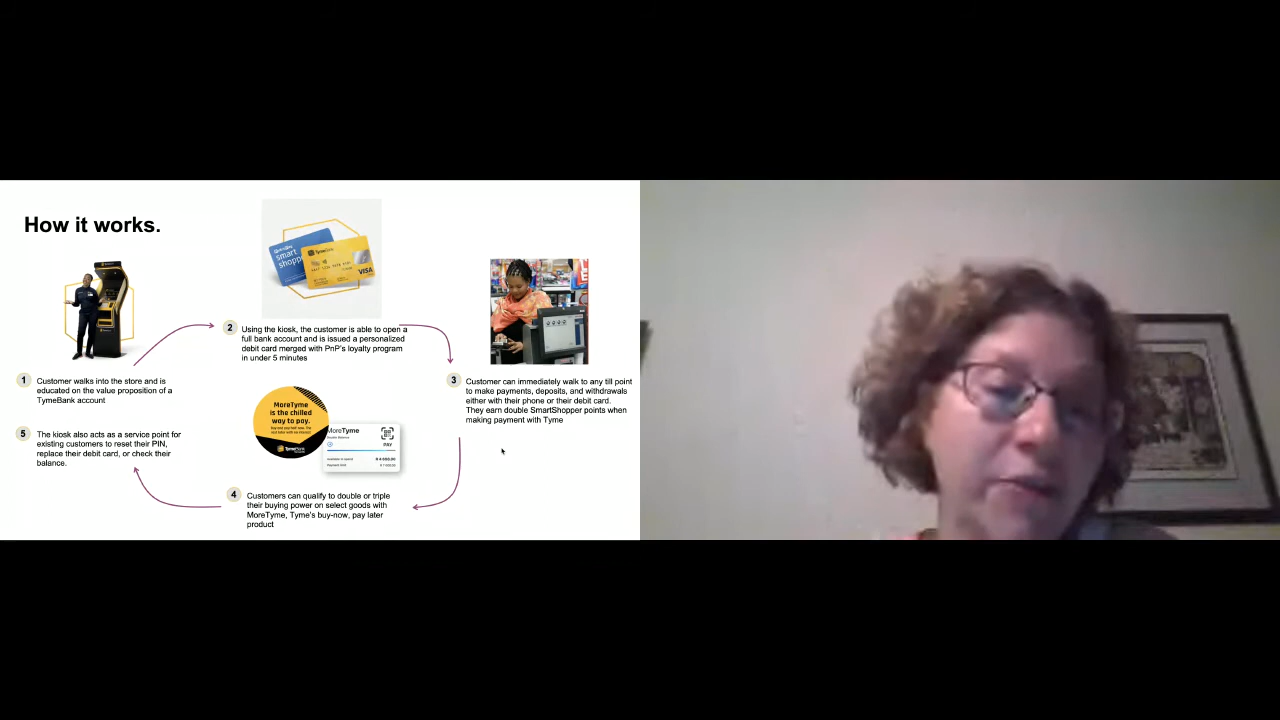 How it works.
smart
shopper
TymeBank
VISA
1
Customer walks into the store and is
educated on the value proposition of a
TymeBank account
2
Using the kiosk, the customer is able to open a
full bank account and is issued a personalized
debit card merged with PnP's loyalty program
in under 5 minutes
3
Customer can immediately walk to any till point
to make payments, deposits, and withdrawals
either with their phone or their debit card.
They earn double SmartShopper points when
making payment with Tyme
MoreTyme
is the chilled
way to pay.
TymeBank
MoreTyme
PAY
4
Customers can qualify to double or triple
their buying power on select goods with
MoreTyme, Tyme's buy-now, pay later
product
5
The kiosk also acts as a service point for
existing customers to reset their PIN,
replace their debit card, or check their
balance.